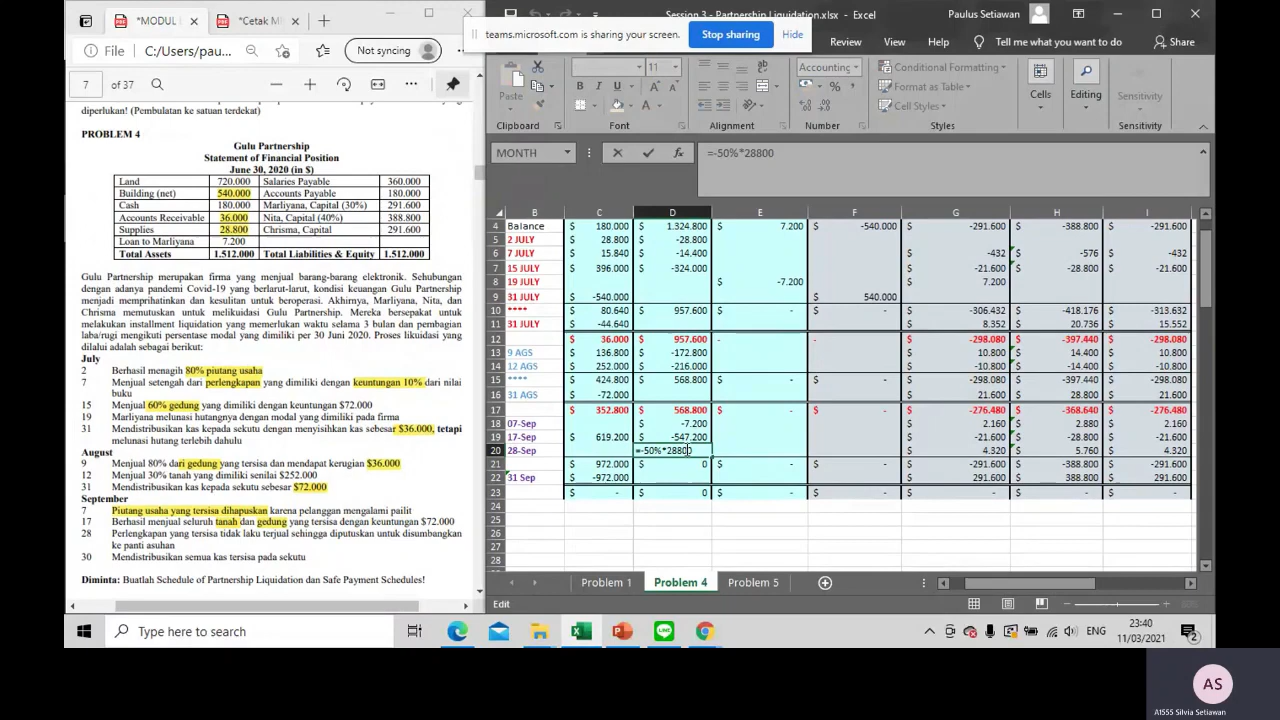 *MODUL
*Cetak M
Session 3 - Partnership Liquidation.xlsx - Excel
Paulus Setiawan
teams.microsoft.com is sharing your screen.
Stop sharing
Hide
File
C:/Users/pau...
Not syncing
7 of 37
Review
View
Help
Tell me what you want to do
Share
Paste
11
B I U
Accounting
Conditional Formatting
Format as Table
Cell Styles
Cells
Editing
Sensitivity
Clipboard
Font
Alignment
Number
Styles
Sensitivity
MONTH
=-50%*28800
diperlukan! (Pembulatan ke satuan terdekat)
PROBLEM 4
Gulu Partnership
Statement of Financial Position
June 30, 2020 (in $)
Land 720.000 Salaries Payable 360.000
Building (net) 540.000 Accounts Payable 180.000
Cash 180.000 Marliyana, Capital (30%) 291.600
Accounts Receivable 36.000 Nita, Capital (40%) 388.800
Supplies 28.800 Chrisma, Capital 291.600
Loan to Marliyana 7.200
Total Assets 1.512.000 Total Liabilities & Equity 1.512.000
Gulu Partnership merupakan firma yang menjual barang-barang elektronik. Sehubungan
dengan adanya pandemi Covid-19 yang berlarut-larut, kondisi keuangan Gulu Partnership
menjadi memprihatinkan dan kesulitan untuk beroperasi. Akhirnya, Marliyana, Nita, dan
Chrisma memutuskan untuk melikuidasi Gulu Partnership. Mereka bersepakat untuk
melakukan installment liquidation yang memerlukan waktu selama 3 bulan dan pembagian
laba/rugi mengikuti persentase modal yang dimiliki per 30 Juni 2020. Proses likuidasi yang
dilalui adalah sebagai berikut:
July
2 Berhasil menagih 80% piutang usaha
7 Menjual setengah dari perlengkapan yang dimiliki dengan keuntungan 10% dari nilai
buku
15 Menjual 60% gedung yang dimiliki dengan keuntungan $72.000
19 Marliyana melunasi hutangnya dengan modal yang dimiliki pada firma
31 Mendistribusikan kas kepada sekutu dengan menyisihkan kas sebesar $36.000, tetapi
melunasi hutang terlebih dahulu
August
9 Menjual 80% dari gedung yang tersisa dan mendapat kerugian $36.000
12 Menjual 30% tanah yang dimiliki senilai $252.000
31 Mendistribusikan kas kepada sekutu sebesar $72.000
September
7 Piutang usaha yang tersisa dihapuskan karena pelanggan mengalami pailit
17 Berhasil menjual seluruh tanah dan gedung yang tersisa dengan keuntungan $72.000
28 Perlengkapan yang tersisa tidak laku terjual sehingga diputuskan untuk disumbangkan
ke panti asuhan
30 Mendistribusikan semua kas tersisa pada sekutu
Diminta: Buatlah Schedule of Partnership Liquidation dan Safe Payment Schedules!
B C D E F G H I
4 Balance 180.000 1.324.800 7.200 -540.000 -291.600 -388.800 -291.600
5 2 JULY $ 28.800 $ -28.800
6 7 JULY $ 15.840 $ -14.400 $ -432 $ -576 $ -432
7 15 JULY $ 396.000 $ -324.000 $ -21.600 $ -28.800 $ -21.600
8 19 JULY $ -7.200 $ 7.200
9 31 JULY $ -540.000 $ 540.000
10 **** $ 80.640 $ 957.600 $ -306.432 $ -418.176 $ -313.632
11 31 JULY $ -44.640 $ 8.352 $ 20.736 $ 15.552
12 $ 36.000 $ 957.600 - - $ -298.080 $ -397.440 $ -298.080
13 9 AGS $ 136.800 $ -172.800 $ 10.800 $ 14.400 $ 10.800
14 12 AGS $ 252.000 $ -216.000 $ -10.800 $ -14.400 $ -10.800
15 **** $ 424.800 $ 568.800 $ - $ - $ -298.080 $ -397.440 $ -298.080
16 31 AGS $ -72.000 $ 21.600 $ 28.800 $ 21.600
17 $ 352.800 $ 568.800 $ - $ - $ -276.480 $ -368.640 $ -276.480
18 07-Sep $ -7.200 $ 2.160 $ 2.880 $ 2.160
19 17-Sep $ 619.200 $ -547.200 $ -21.600 $ -28.800 $ -21.600
20 28-Sep =-50%*28800 $ 4.320 $ 5.760 $ 4.320
21 $ 972.000 $ 0 $ - $ - $ -291.600 $ -388.800 $ -291.600
22 31 Sep $ -972.000 $ 291.600 $ 388.800 $ 291.600
23 $ - $ 0 $ - $ - $ - $ - $ -
24
25
26
27
28
Problem 1
Problem 4
Problem 5
Edit
Type here to search
ENG
23:40
11/03/2021
2
AS
A1555 Silvia Setiawan